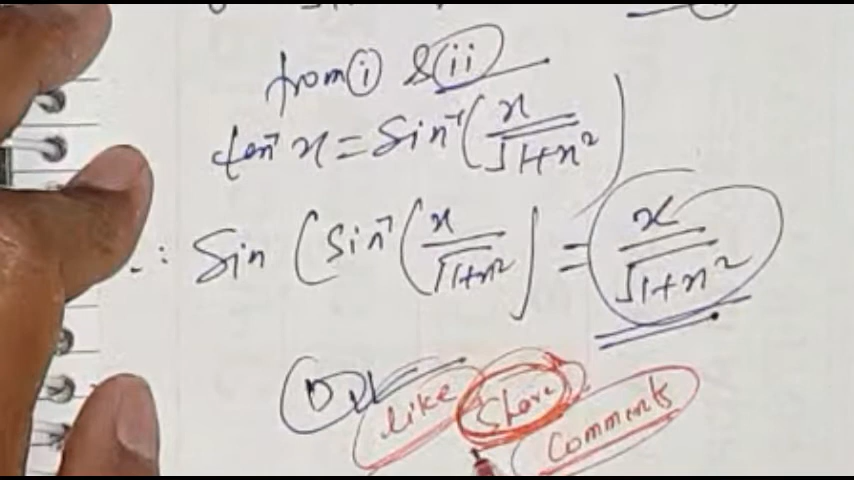 from (i) & (ii)
tan⁻¹ x = Sin⁻¹ ( x / √1+x² )
∴ Sin ( Sin⁻¹ ( x / √1+x² ) = x / √1+x²
D
like Share
Comments